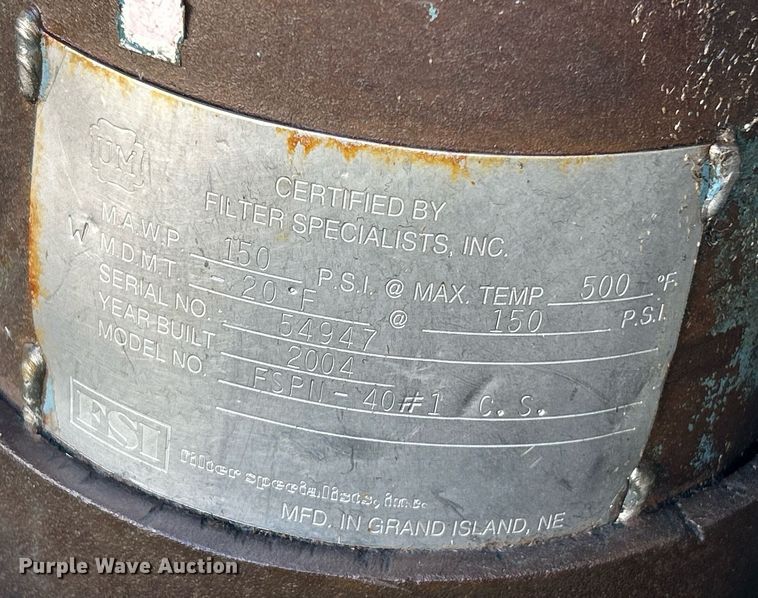 UM
CERTIFIED BY
FILTER SPECIALISTS, INC.
W
M.A.W.P. 150 P.S.I. @ MAX. TEMP 500 °F.
M.D.M.T. -20°F @ 150 P.S.I.
SERIAL NO. 54947
YEAR BUILT 2004
MODEL NO. FSPN-40#1 C.S.
FSI
filter specialists, inc.
MFD. IN GRAND ISLAND, NE
Purple Wave Auction